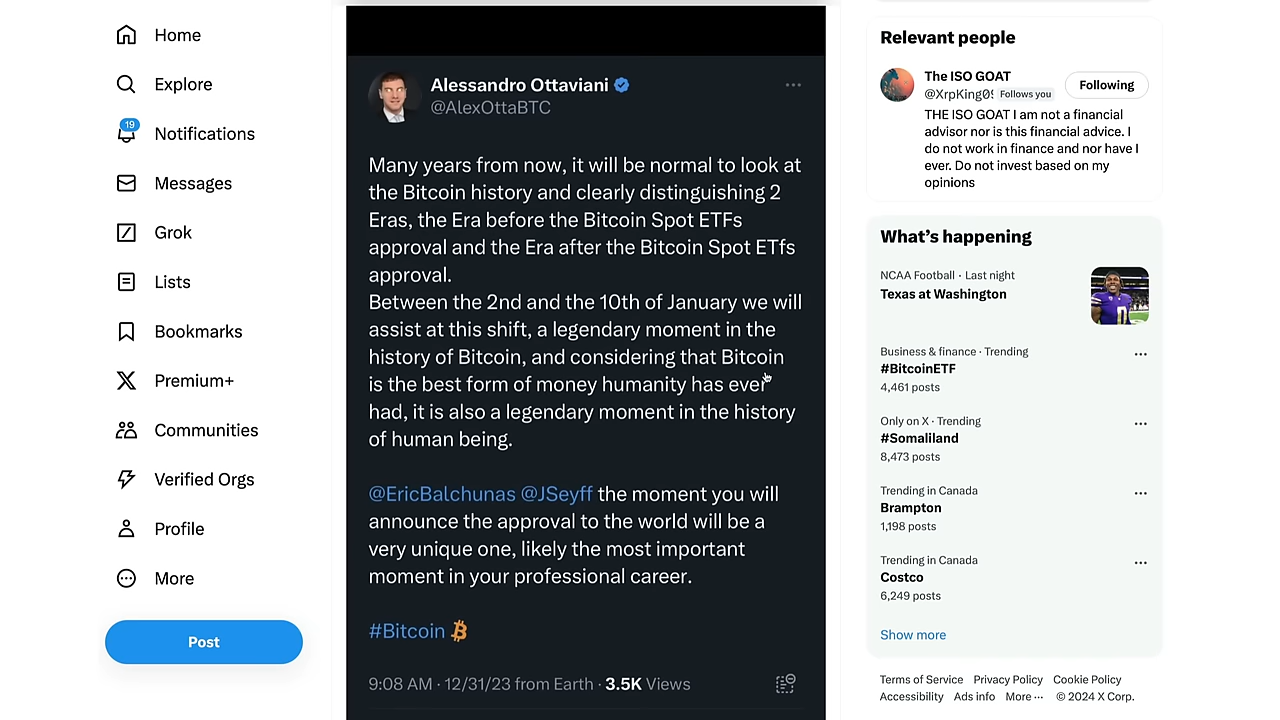 Home
Explore
19
Notifications
Messages
Grok
Lists
Bookmarks
Premium+
Communities
Verified Orgs
Profile
More
Post
Alessandro Ottaviani
@AlexOttaBTC
Many years from now, it will be normal to look at
the Bitcoin history and clearly distinguishing 2
Eras, the Era before the Bitcoin Spot ETFs
approval and the Era after the Bitcoin Spot ETfs
approval.
Between the 2nd and the 10th of January we will
assist at this shift, a legendary moment in the
history of Bitcoin, and considering that Bitcoin
is the best form of money humanity has ever
had, it is also a legendary moment in the history
of human being.
@EricBalchunas @JSeyff the moment you will
announce the approval to the world will be a
very unique one, likely the most important
moment in your professional career.
#Bitcoin
9:08 AM · 12/31/23 from Earth · 3.5K Views
Relevant people
The ISO GOAT
@XrpKing0 Follows you
Following
THE ISO GOAT I am not a financial
advisor nor is this financial advice. I
do not work in finance and nor have I
ever. Do not invest based on my
opinions
What's happening
NCAA Football · Last night
Texas at Washington
Business & finance · Trending
#BitcoinETF
4,461 posts
Only on X · Trending
#Somaliland
8,473 posts
Trending in Canada
Brampton
1,198 posts
Trending in Canada
Costco
6,249 posts
Show more
Terms of Service Privacy Policy Cookie Policy
Accessibility Ads info More ··· © 2024 X Corp.